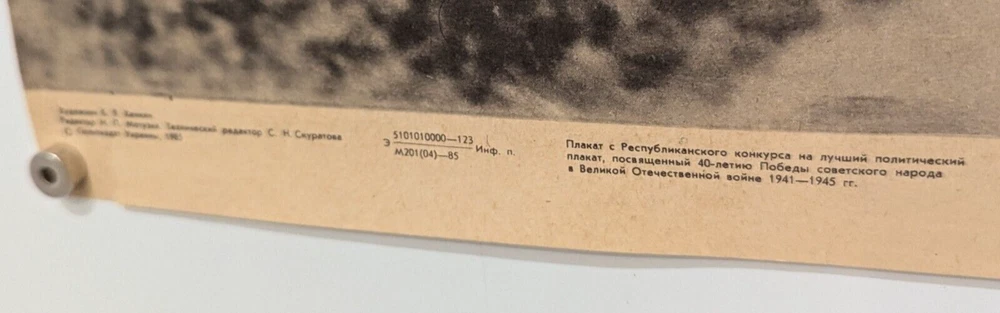 Технический редактор С. Н. Скуратова
Э 5101010000—123
М201(04)—85
Инф. п.
Плакат с Республиканского конкурса на лучший политический
плакат, посвященный 40-летию Победы советского народа
в Великой Отечественной войне 1941—1945 гг.